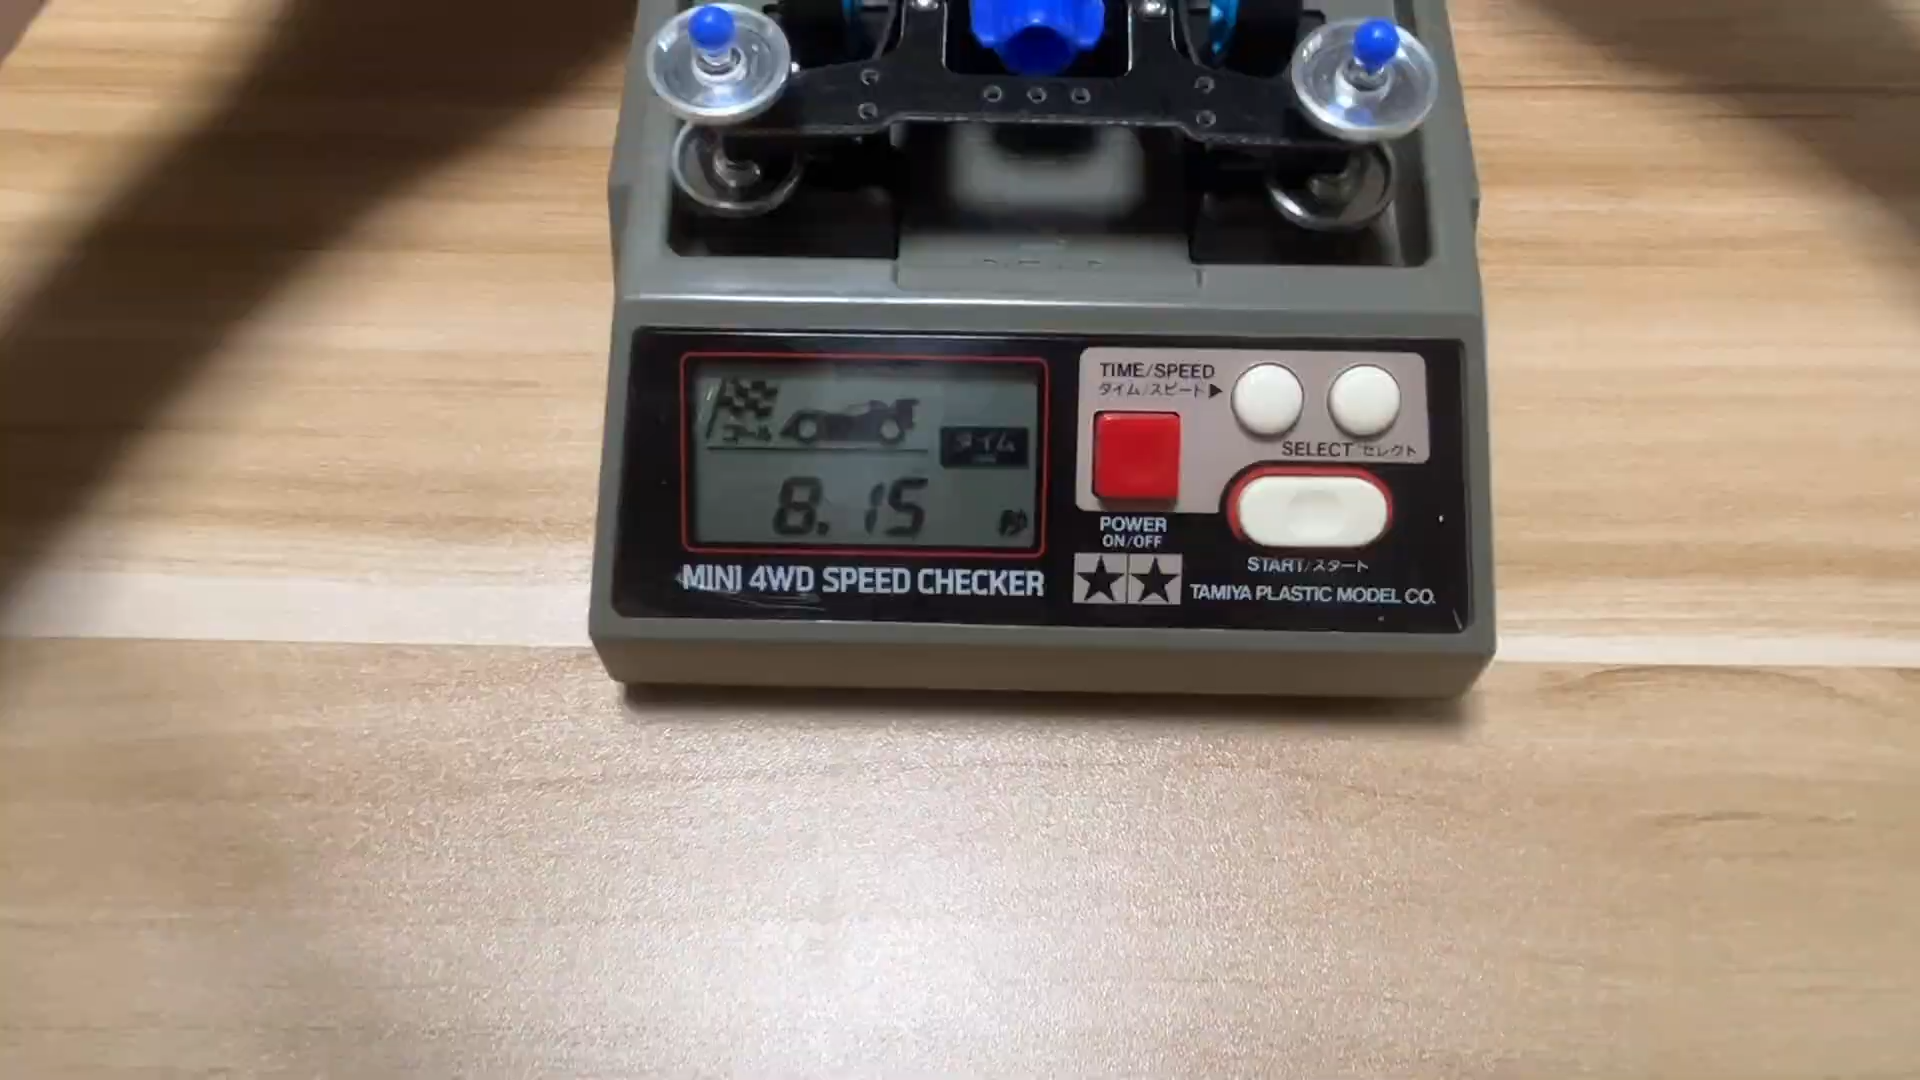 ゴール
タイム
8.15 秒
MINI 4WD SPEED CHECKER
TIME/SPEED
タイム/スピード▶
SELECT/セレクト
POWER
ON/OFF
START/スタート
TAMIYA PLASTIC MODEL CO.